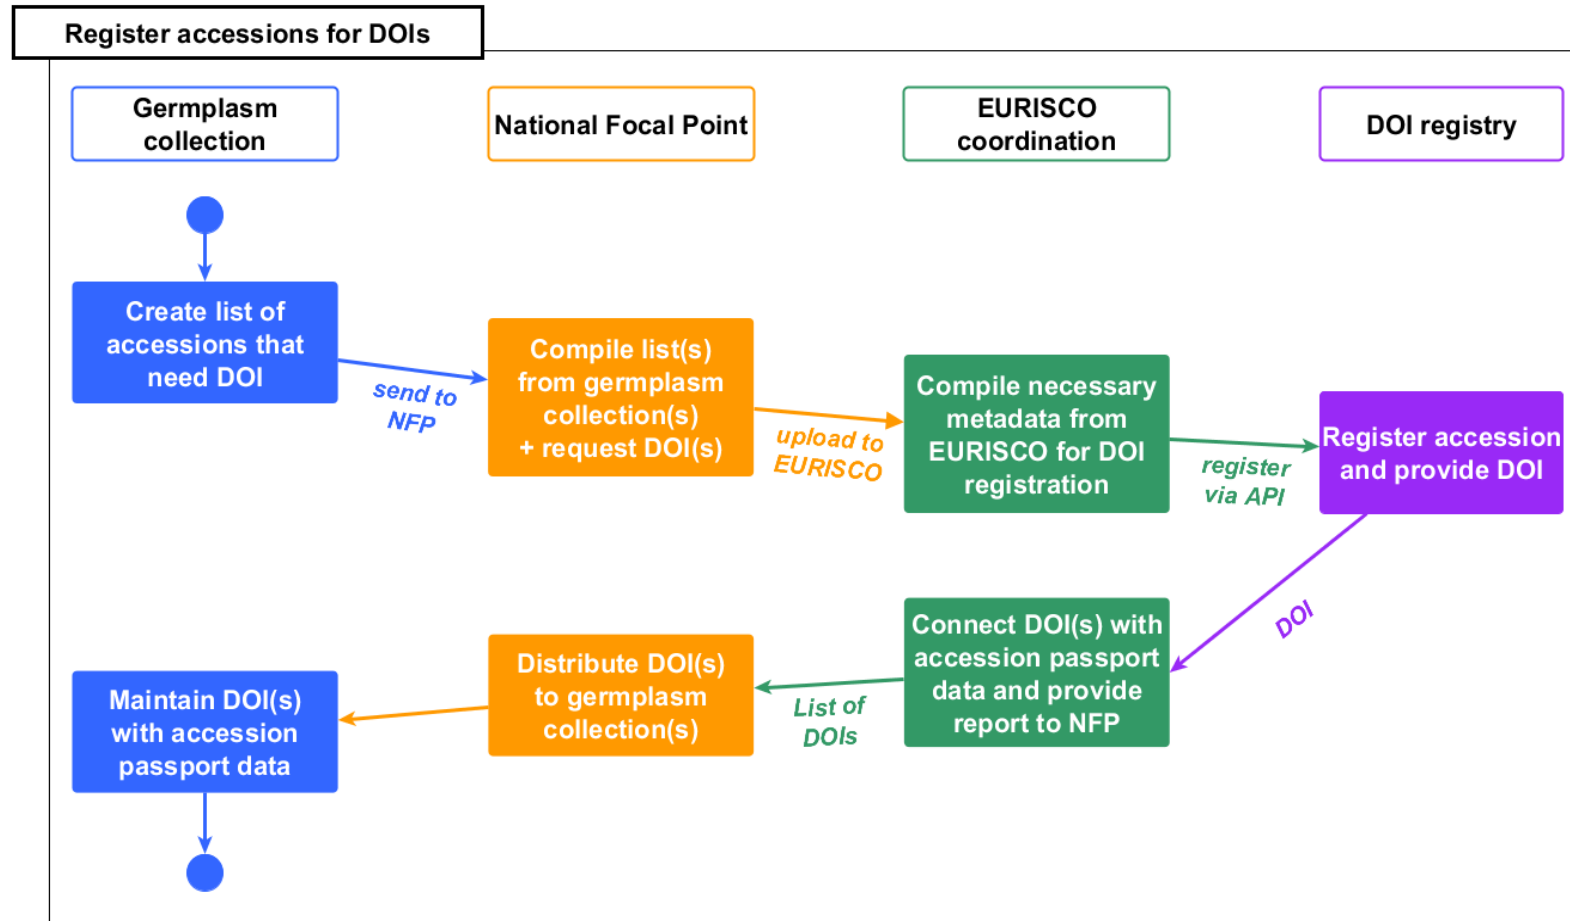 Register accessions for DOIs
Germplasm
collection
National Focal Point
EURISCO
coordination
DOI registry
Create list of
accessions that
need DOI
send to
NFP
Compile list(s)
from germplasm
collection(s)
+ request DOI(s)
upload to
EURISCO
Compile necessary
metadata from
EURISCO for DOI
registration
register
via API
Register accession
and provide DOI
DOI
Connect DOI(s) with
accession passport
data and provide
report to NFP
List of
DOIs
Distribute DOI(s)
to germplasm
collection(s)
Maintain DOI(s)
with accession
passport data